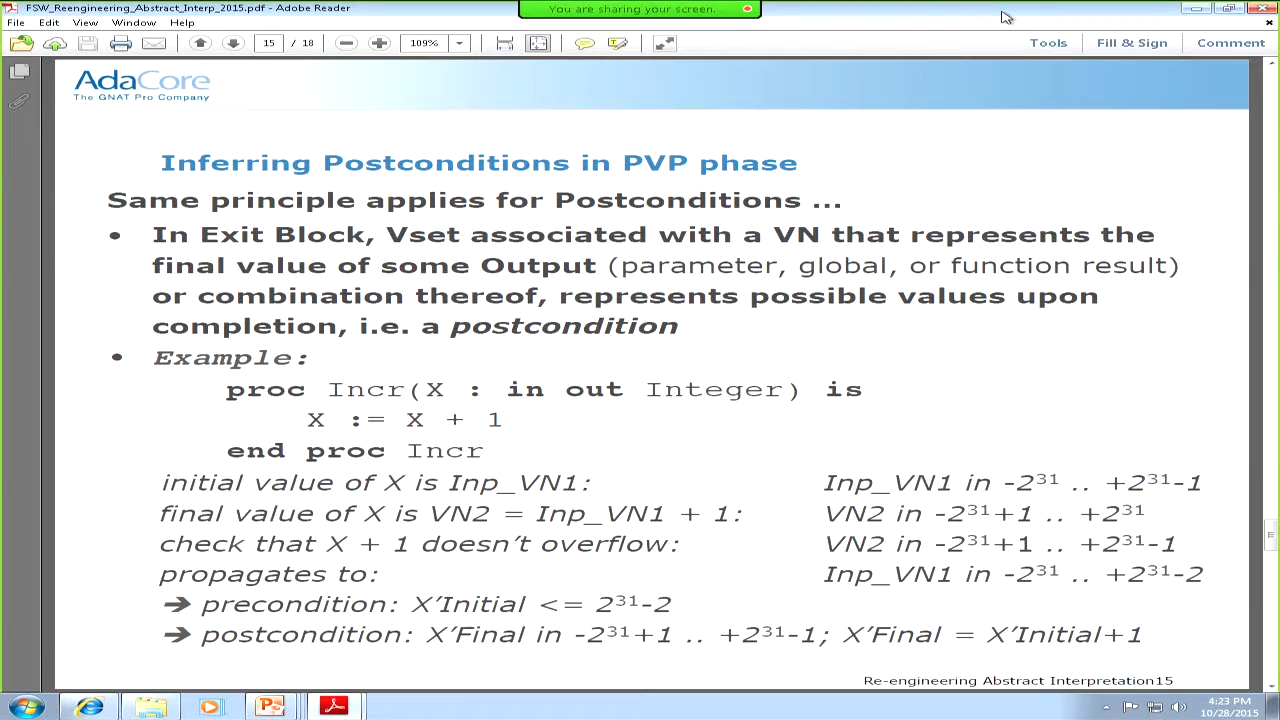 FSW_Reengineering_Abstract_Interp_2015.pdf - Adobe Reader
You are sharing your screen.
File Edit View Window Help
15 / 18 109% Tools Fill & Sign Comment
AdaCore
The GNAT Pro Company
Inferring Postconditions in PVP phase
Same principle applies for Postconditions ...
• In Exit Block, Vset associated with a VN that represents the
final value of some Output (parameter, global, or function result)
or combination thereof, represents possible values upon
completion, i.e. a postcondition
• Example:
proc Incr(X : in out Integer) is
X := X + 1
end proc Incr
initial value of X is Inp_VN1: Inp_VN1 in -2³¹ .. +2³¹-1
final value of X is VN2 = Inp_VN1 + 1: VN2 in -2³¹+1 .. +2³¹
check that X + 1 doesn’t overflow: VN2 in -2³¹+1 .. +2³¹-1
propagates to: Inp_VN1 in -2³¹ .. +2³¹-2
➔ precondition: X’Initial <= 2³¹-2
➔ postcondition: X’Final in -2³¹+1 .. +2³¹-1; X’Final = X’Initial+1
Re-engineering Abstract Interpretation15
4:23 PM
10/28/2015